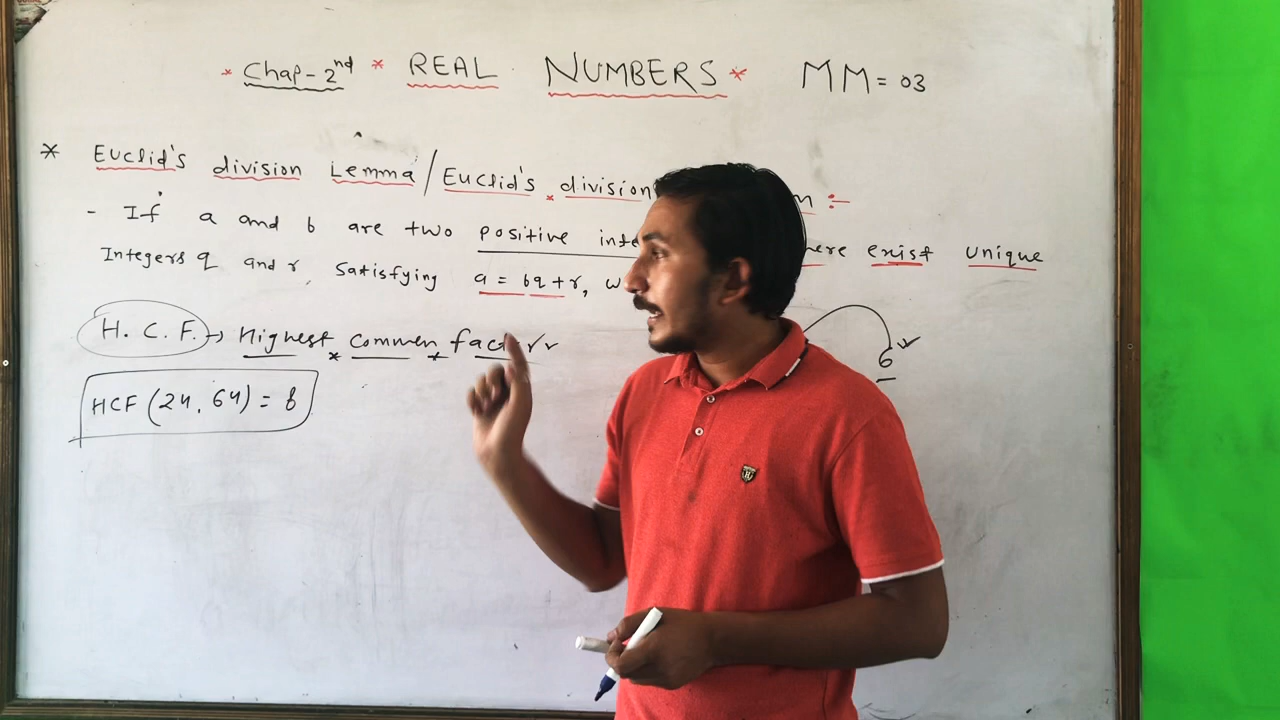 * Chap-2nd * REAL NUMBERS * MM = 03
* Euclid's division Lemma / Euclid's division :-
- If a and b are two positive exist unique
Integers q and r satisfying a = bq + r,
H. C. F. → Highest common factor
6
HCF (24, 64) = 8